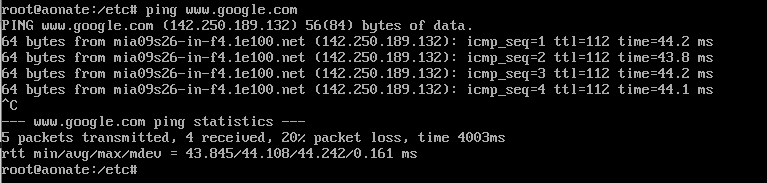 root@aonate:/etc# ping www.google.com
PING www.google.com (142.250.189.132) 56(84) bytes of data.
64 bytes from mia09s26-in-f4.1e100.net (142.250.189.132): icmp_seq=1 ttl=112 time=44.2 ms
64 bytes from mia09s26-in-f4.1e100.net (142.250.189.132): icmp_seq=2 ttl=112 time=43.8 ms
64 bytes from mia09s26-in-f4.1e100.net (142.250.189.132): icmp_seq=3 ttl=112 time=44.2 ms
64 bytes from mia09s26-in-f4.1e100.net (142.250.189.132): icmp_seq=4 ttl=112 time=44.1 ms
^C
--- www.google.com ping statistics ---
5 packets transmitted, 4 received, 20% packet loss, time 4003ms
rtt min/avg/max/mdev = 43.845/44.108/44.242/0.161 ms
root@aonate:/etc#